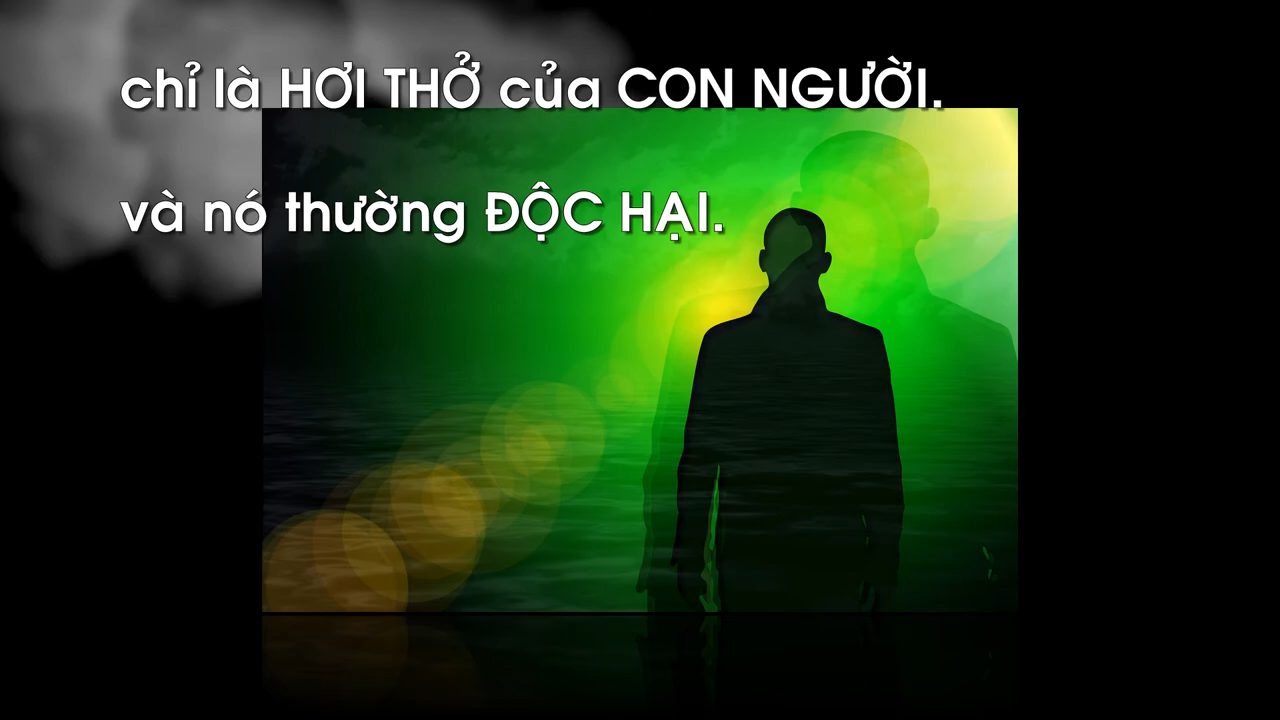 chỉ là HƠI THỞ của CON NGƯỜI.
và nó thường ĐỘC HẠI.